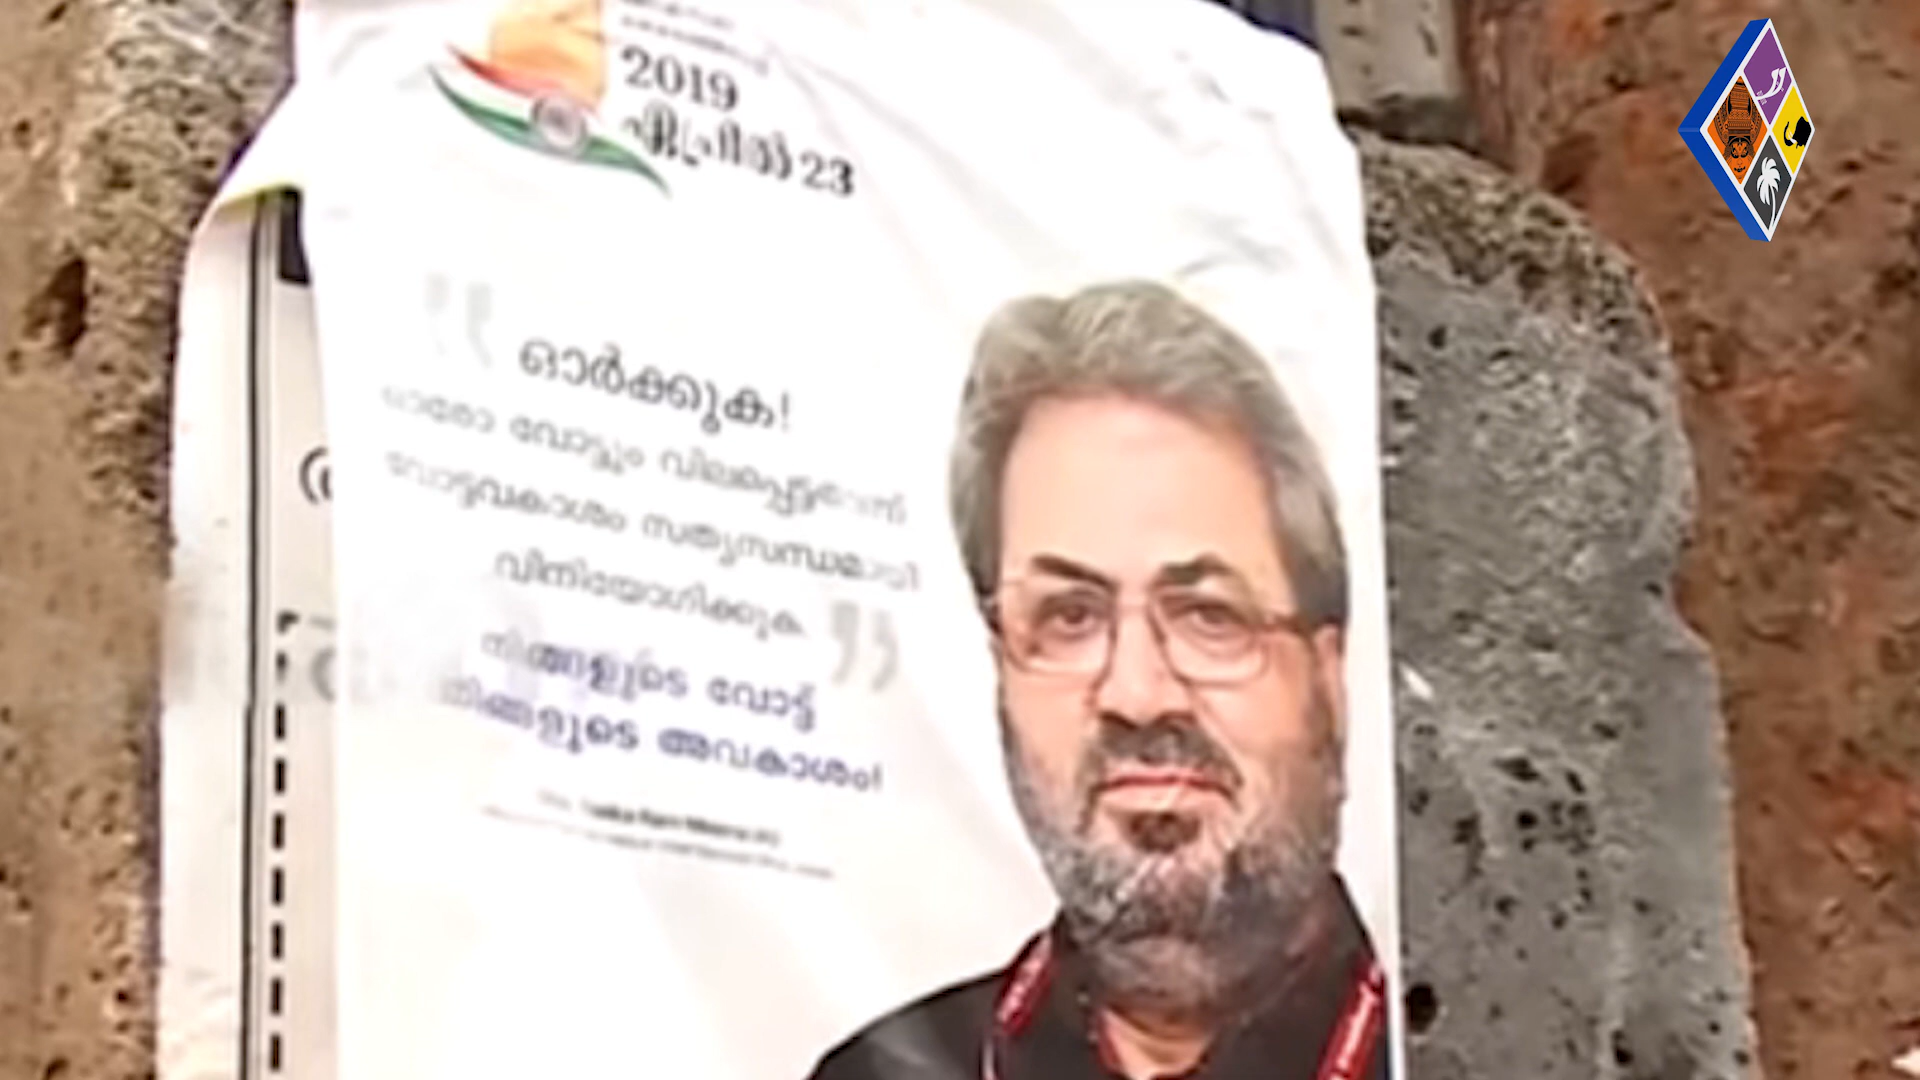 2019
ഏപ്രിൽ 23
ഓർക്കുക!
ഓരോ വോട്ടും വിലപ്പെട്ടതാണ്
വോട്ടവകാശം സത്യസന്ധമായി
വിനിയോഗിക്കുക
നിങ്ങളുടെ വോട്ട്
നിങ്ങളുടെ അവകാശം!